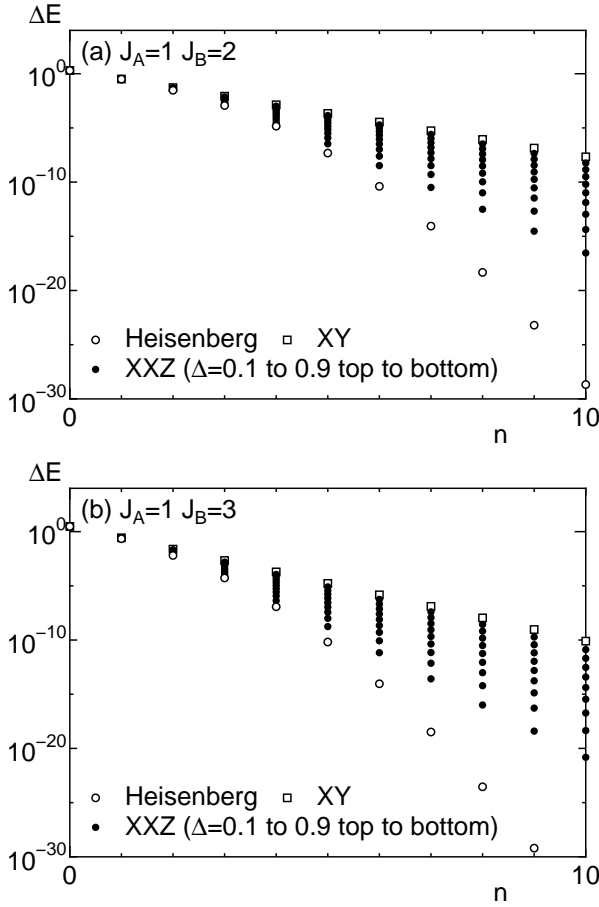 ΔE
(a) J_A=1 J_B=2
10^0
10^-10
10^-20
○ Heisenberg □ XY
● XXZ (Δ=0.1 to 0.9 top to bottom)
10^-30
0 10
n
ΔE
(b) J_A=1 J_B=3
10^0
10^-10
10^-20
○ Heisenberg □ XY
● XXZ (Δ=0.1 to 0.9 top to bottom)
10^-30
0 10
n